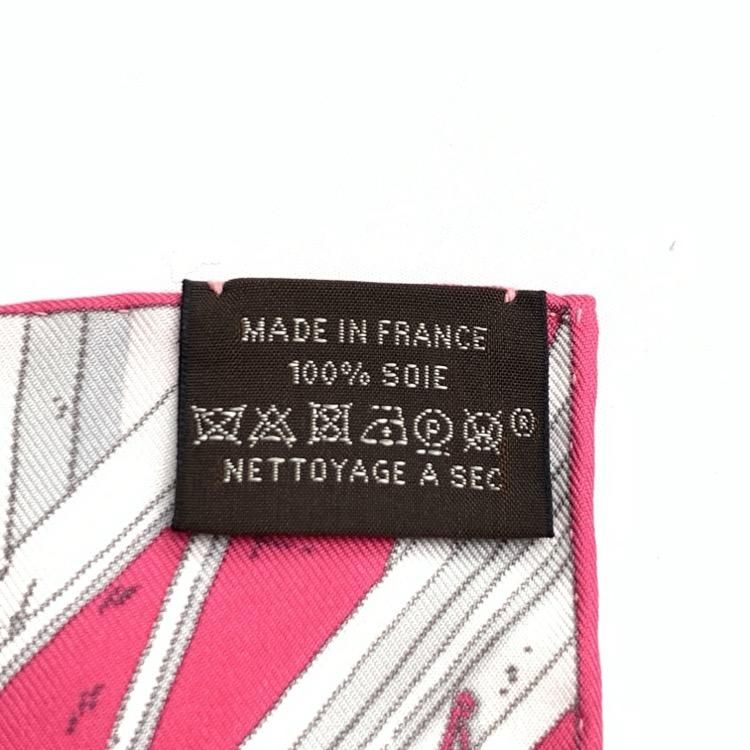 MADE IN FRANCE
100% SOIE
P W ®
NETTOYAGE A SEC